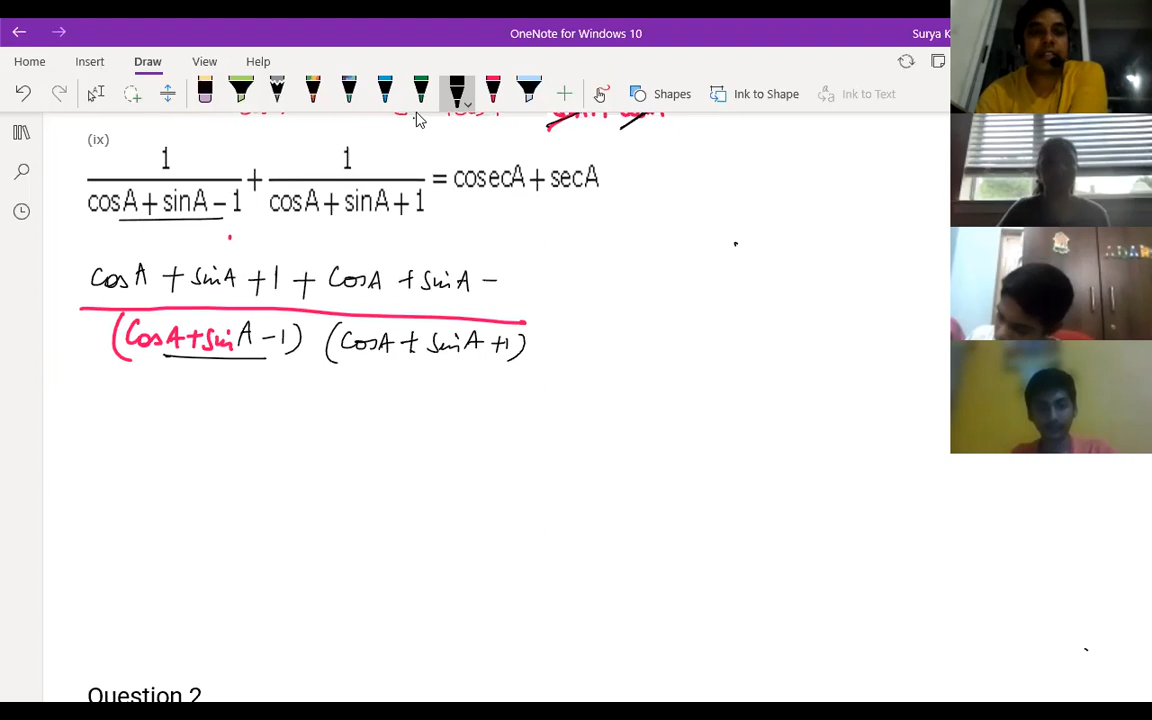 OneNote for Windows 10
Surya K
Home Insert Draw View Help
Shapes Ink to Shape Ink to Text
(ix)
1/(cosA + sinA − 1) + 1/(cosA + sinA + 1) = cosecA + secA
cosA + sinA + 1 + cosA + sinA −
(cosA + sinA − 1) (cosA + sinA + 1)
Question 2